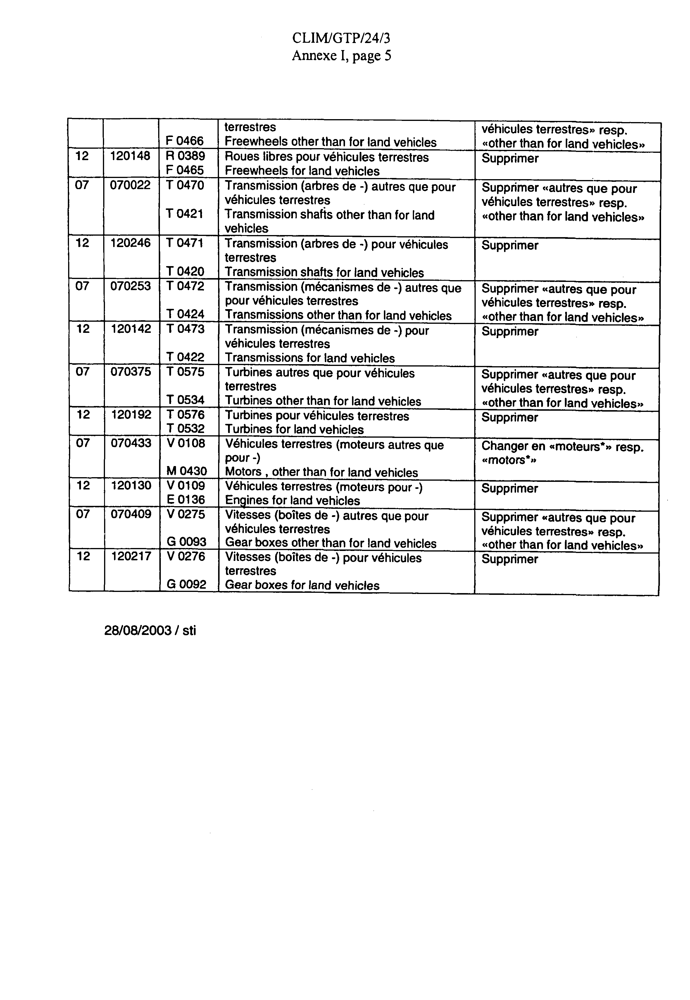 CLIM/GTP/24/3
Annexe I, page 5
terrestres véhicules terrestres» resp.
F 0466 Freewheels other than for land vehicles «other than for land vehicles»
12 120148 R 0389 Roues libres pour véhicules terrestres Supprimer
F 0465 Freewheels for land vehicles
07 070022 T 0470 Transmission (arbres de -) autres que pour Supprimer «autres que pour
véhicules terrestres véhicules terrestres» resp.
T 0421 Transmission shafts other than for land «other than for land vehicles»
vehicles
12 120246 T 0471 Transmission (arbres de -) pour véhicules Supprimer
terrestres
T 0420 Transmission shafts for land vehicles
07 070253 T 0472 Transmission (mécanismes de -) autres que Supprimer «autres que pour
pour véhicules terrestres véhicules terrestres» resp.
T 0424 Transmissions other than for land vehicles «other than for land vehicles»
12 120142 T 0473 Transmission (mécanismes de -) pour Supprimer
véhicules terrestres
T 0422 Transmissions for land vehicles
07 070375 T 0575 Turbines autres que pour véhicules Supprimer «autres que pour
terrestres véhicules terrestres» resp.
T 0534 Turbines other than for land vehicles «other than for land vehicles»
12 120192 T 0576 Turbines pour véhicules terrestres Supprimer
T 0532 Turbines for land vehicles
07 070433 V 0108 Véhicules terrestres (moteurs autres que Changer en «moteurs*» resp.
pour -) «motors*»
M 0430 Motors , other than for land vehicles
12 120130 V 0109 Véhicules terrestres (moteurs pour -) Supprimer
E 0136 Engines for land vehicles
07 070409 V 0275 Vitesses (boîtes de -) autres que pour Supprimer «autres que pour
véhicules terrestres véhicules terrestres» resp.
G 0093 Gear boxes other than for land vehicles «other than for land vehicles»
12 120217 V 0276 Vitesses (boîtes de -) pour véhicules Supprimer
terrestres
G 0092 Gear boxes for land vehicles
28/08/2003 / sti